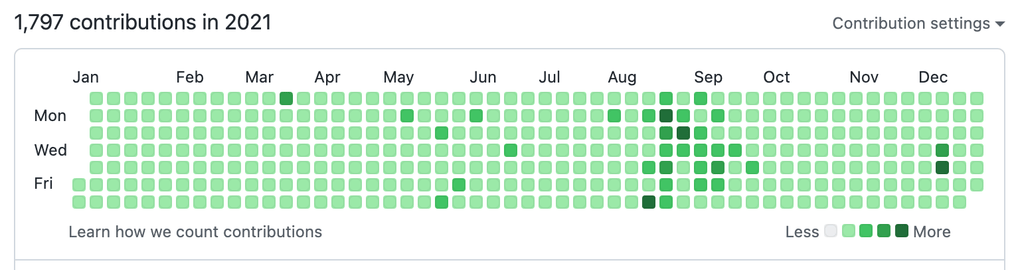 1,797 contributions in 2021
Contribution settings
Jan Feb Mar Apr May Jun Jul Aug Sep Oct Nov Dec
Mon
Wed
Fri
Learn how we count contributions
Less More